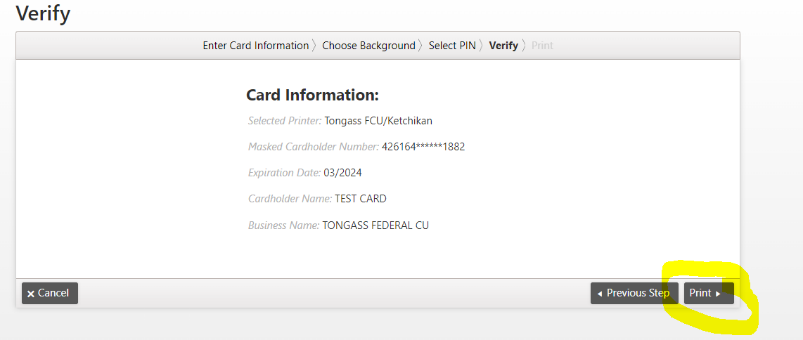 Verify
Enter Card Information 〉 Choose Background 〉 Select PIN 〉 Verify 〉 Print
Card Information:
Selected Printer: Tongass FCU/Ketchikan
Masked Cardholder Number: 426164******1882
Expiration Date: 03/2024
Cardholder Name: TEST CARD
Business Name: TONGASS FEDERAL CU
× Cancel
◂ Previous Step
Print ▸